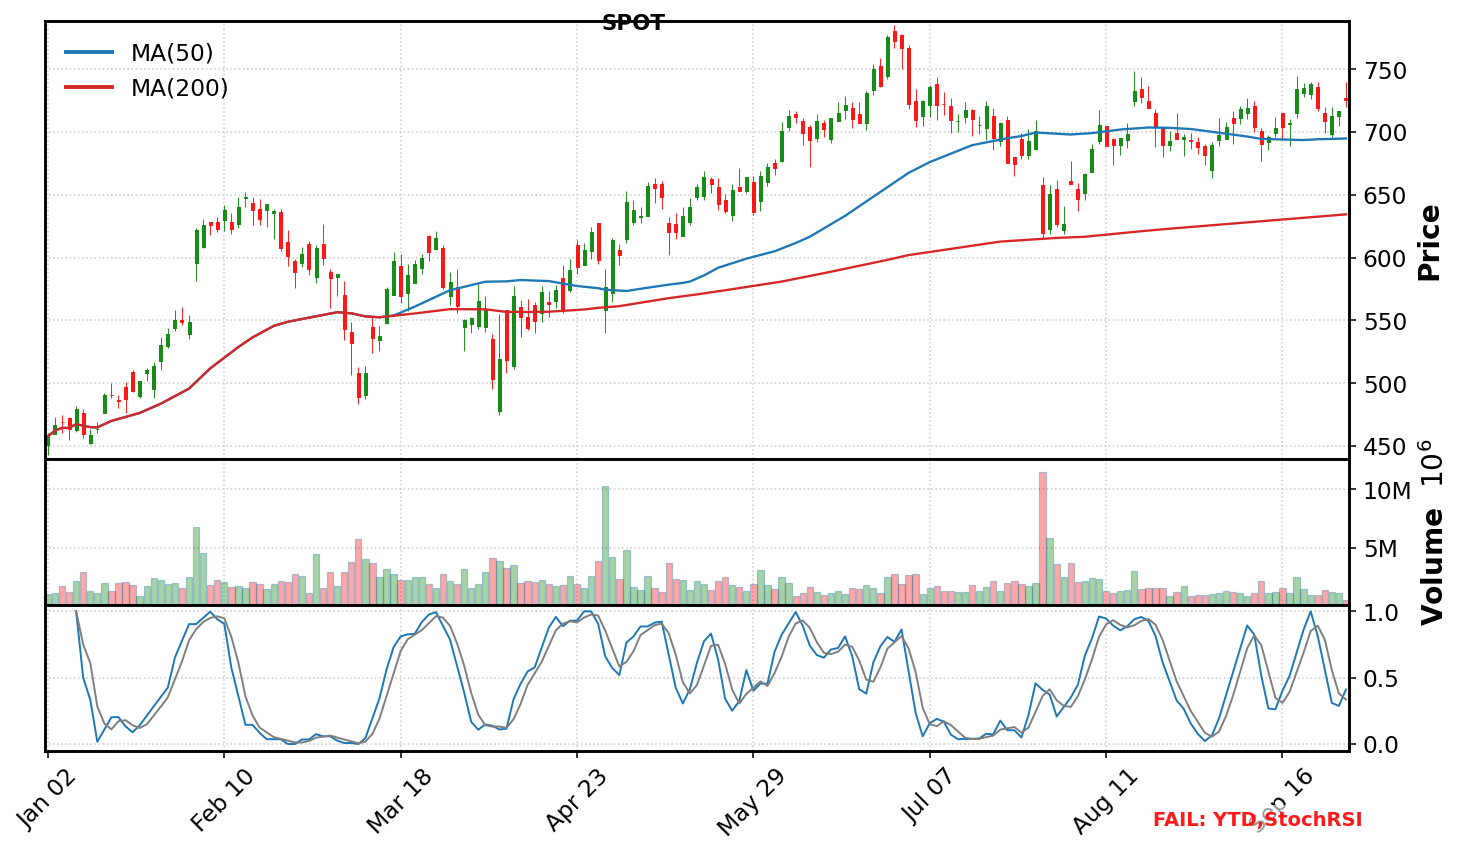 SPOT
MA(50)
MA(200)
750
700
650
600
550
500
450
Price
10M
5M
Volume 10⁶
1.0
0.5
0.0
Jan 02
Feb 10
Mar 18
Apr 23
May 29
Jul 07
Aug 11
Sep 16
FAIL: YTD,StochRSI